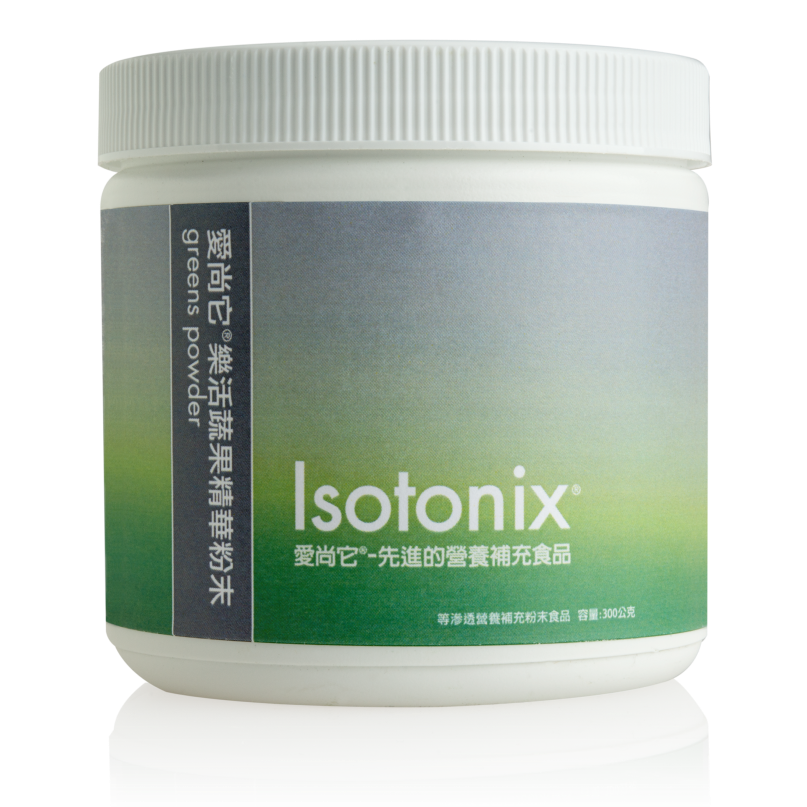 愛尚它®樂活蔬果精華粉末
greens powder
Isotonix®
愛尚它®-先進的營養補充食品
等滲透營養補充粉末食品 容量:300公克